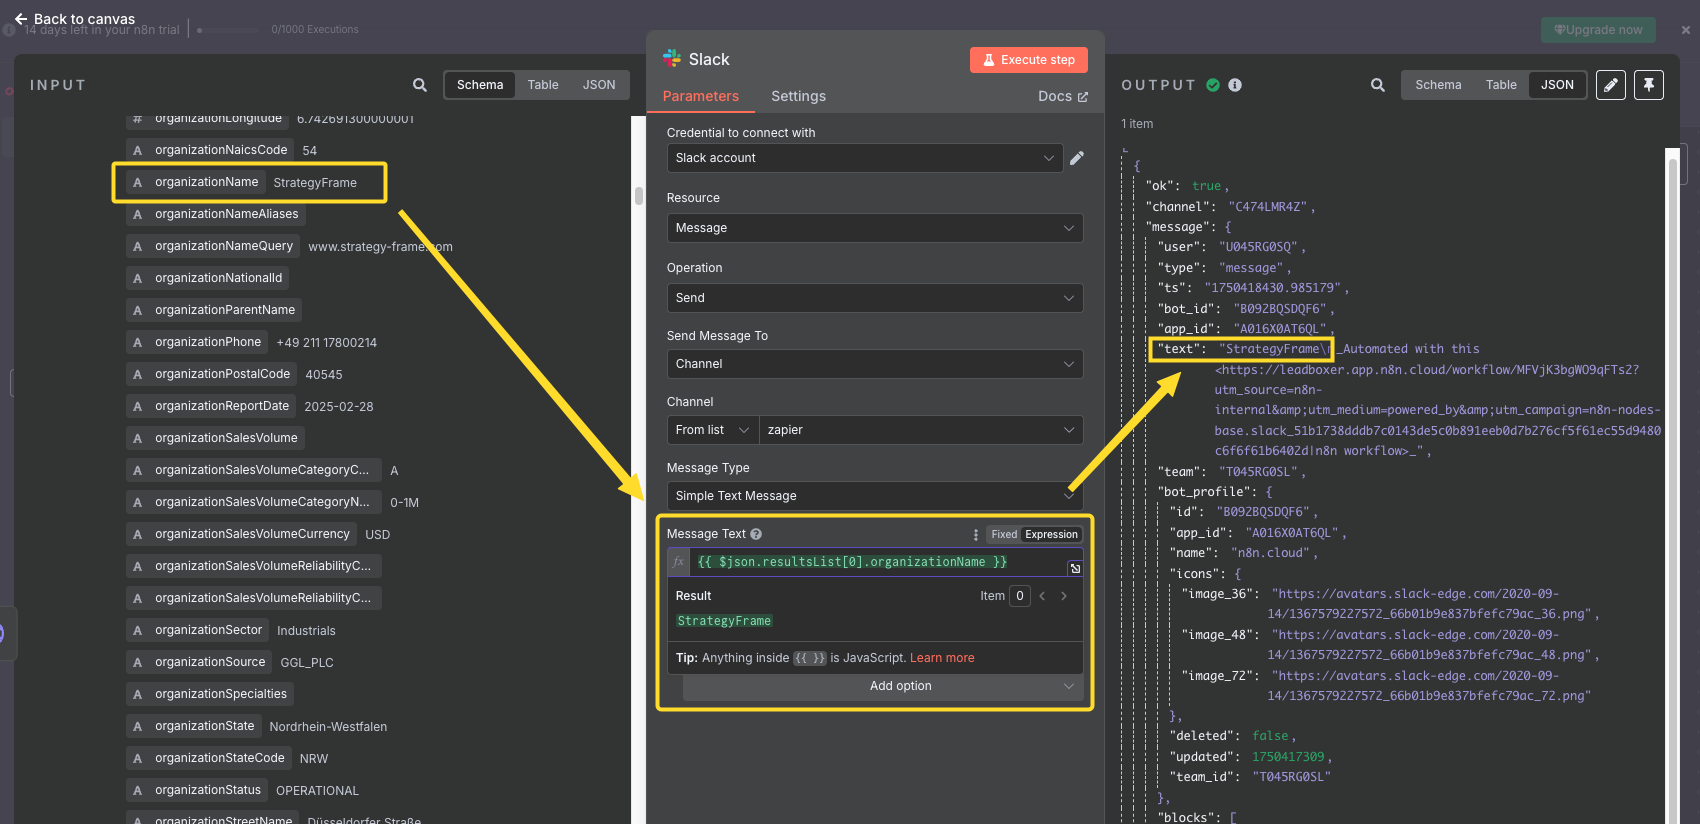 Back to canvas
14 days left in your n8n trial
0/1000 Executions
Upgrade now
INPUT
Schema
Table
JSON
# organizationLongitude 6.742691300000001
A organizationNaicsCode 54
A organizationName StrategyFrame
A organizationNameAliases
A organizationNameQuery www.strategy-frame.com
A organizationNationalId
A organizationParentName
A organizationPhone +49 211 17800214
A organizationPostalCode 40545
A organizationReportDate 2025-02-28
A organizationSalesVolume
A organizationSalesVolumeCategoryC... A
A organizationSalesVolumeCategoryN... 0-1M
A organizationSalesVolumeCurrency USD
A organizationSalesVolumeReliabilityC...
A organizationSalesVolumeReliabilityC...
A organizationSector Industrials
A organizationSource GGL_PLC
A organizationSpecialties
A organizationState Nordrhein-Westfalen
A organizationStateCode NRW
A organizationStatus OPERATIONAL
A organizationStreetName Düsseldorfer Straße
Slack
Execute step
Parameters
Settings
Docs
Credential to connect with
Slack account
Resource
Message
Operation
Send
Send Message To
Channel
Channel
From list
zapier
Message Type
Simple Text Message
Message Text
Fixed
Expression
fx {{ $json.resultsList[0].organizationName }}
Result
Item 0
StrategyFrame
Tip: Anything inside {{ }} is JavaScript. Learn more
Add option
OUTPUT
Schema
Table
JSON
1 item
[
{
"ok": true,
"channel": "C474LMR4Z",
"message": {
"user": "U045RG0SQ",
"type": "message",
"ts": "1750418430.985179",
"bot_id": "B09ZBQSDQF6",
"app_id": "A016X0AT6QL",
"text": "StrategyFrame\n_Automated with this
<https://leadboxer.app.n8n.cloud/workflow/MFVjK3bgWO9qFTsZ?
utm_source=n8n-
internal&amp;utm_medium=powered_by&amp;utm_campaign=n8n-nodes-
base.slack_51b1738dddb7c0143de5c0b891eeb0d7b276cf5f61ec55d9480
c6f6f61b6402d|n8n workflow>_",
"team": "T045RG0SL",
"bot_profile": {
"id": "B092BQSDQF6",
"app_id": "A016X0AT6QL",
"name": "n8n.cloud",
"icons": {
"image_36": "https://avatars.slack-edge.com/2020-09-
14/1367579227572_66b01b9e837bfefc79ac_36.png",
"image_48": "https://avatars.slack-edge.com/2020-09-
14/1367579227572_66b01b9e837bfefc79ac_48.png",
"image_72": "https://avatars.slack-edge.com/2020-09-
14/1367579227572_66b01b9e837bfefc79ac_72.png"
},
"deleted": false,
"updated": 1750417309,
"team_id": "T045RG0SL"
},
"blocks": [